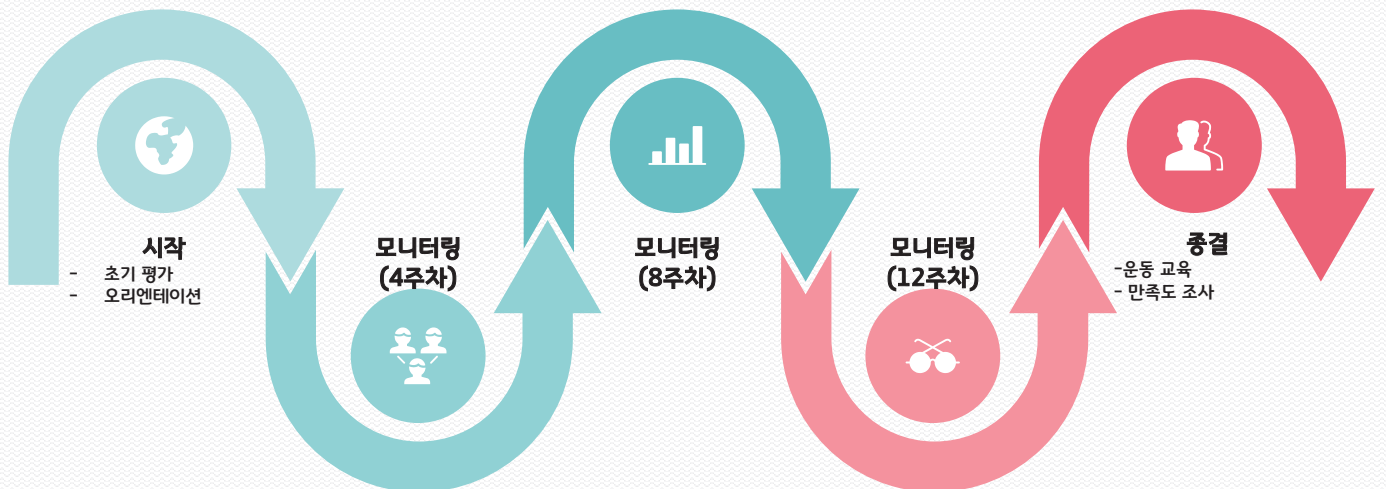 시작
- 초기 평가
- 오리엔테이션
모니터링
(4주차)
모니터링
(8주차)
모니터링
(12주차)
종결
-운동 교육
- 만족도 조사